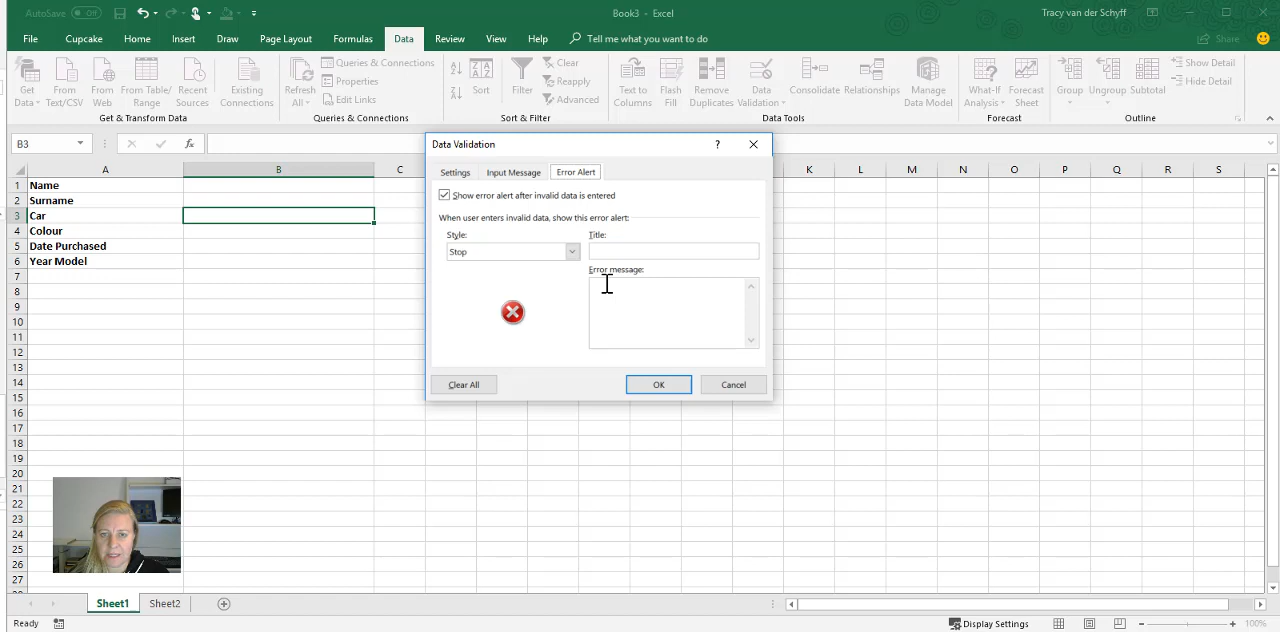 AutoSave Off
Book3 - Excel
Tracy van der Schyff
File Cupcake Home Insert Draw Page Layout Formulas Data Review View Help Tell me what you want to do Share
Get Data
From Text/CSV
From Web
From Table/ Range
Recent Sources
Existing Connections
Get & Transform Data
Refresh All
Queries & Connections
Properties
Edit Links
Queries & Connections
Sort
Filter
Clear
Reapply
Advanced
Sort & Filter
Text to Columns
Flash Fill
Remove Duplicates
Data Validation
Consolidate
Relationships
Manage Data Model
Data Tools
What-If Analysis
Forecast Sheet
Forecast
Group
Ungroup
Subtotal
Show Detail
Hide Detail
Outline
B3 fx
A B C K L M N O P Q R S
1 Name
2 Surname
3 Car
4 Colour
5 Date Purchased
6 Year Model
7
8
9
10
11
12
13
14
15
16
17
18
19
20
21
22
23
24
25
26
27
Data Validation ?
Settings Input Message Error Alert
Show error alert after invalid data is entered
When user enters invalid data, show this error alert:
Style: Title:
Stop
Error message:
Clear All OK Cancel
Sheet1 Sheet2
Ready Display Settings 100%